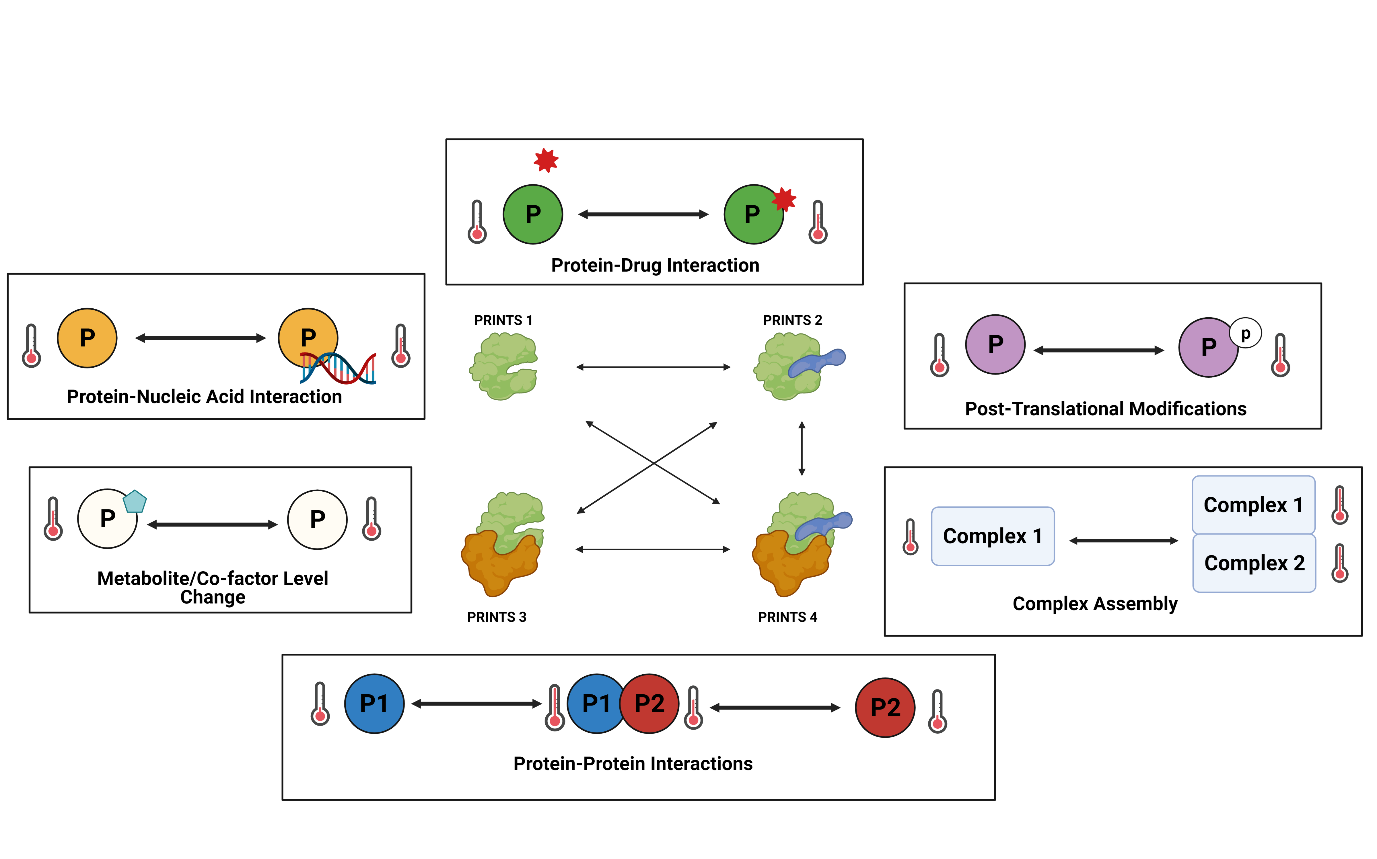 P
P
Protein-Drug Interaction
P
P
Protein-Nucleic Acid Interaction
PRINTS 1
PRINTS 2
P
P
p
Post-Translational Modifications
P
P
Metabolite/Co-factor Level
Change
PRINTS 3
PRINTS 4
Complex 1
Complex 1
Complex 2
Complex Assembly
P1
P1
P2
P2
Protein-Protein Interactions